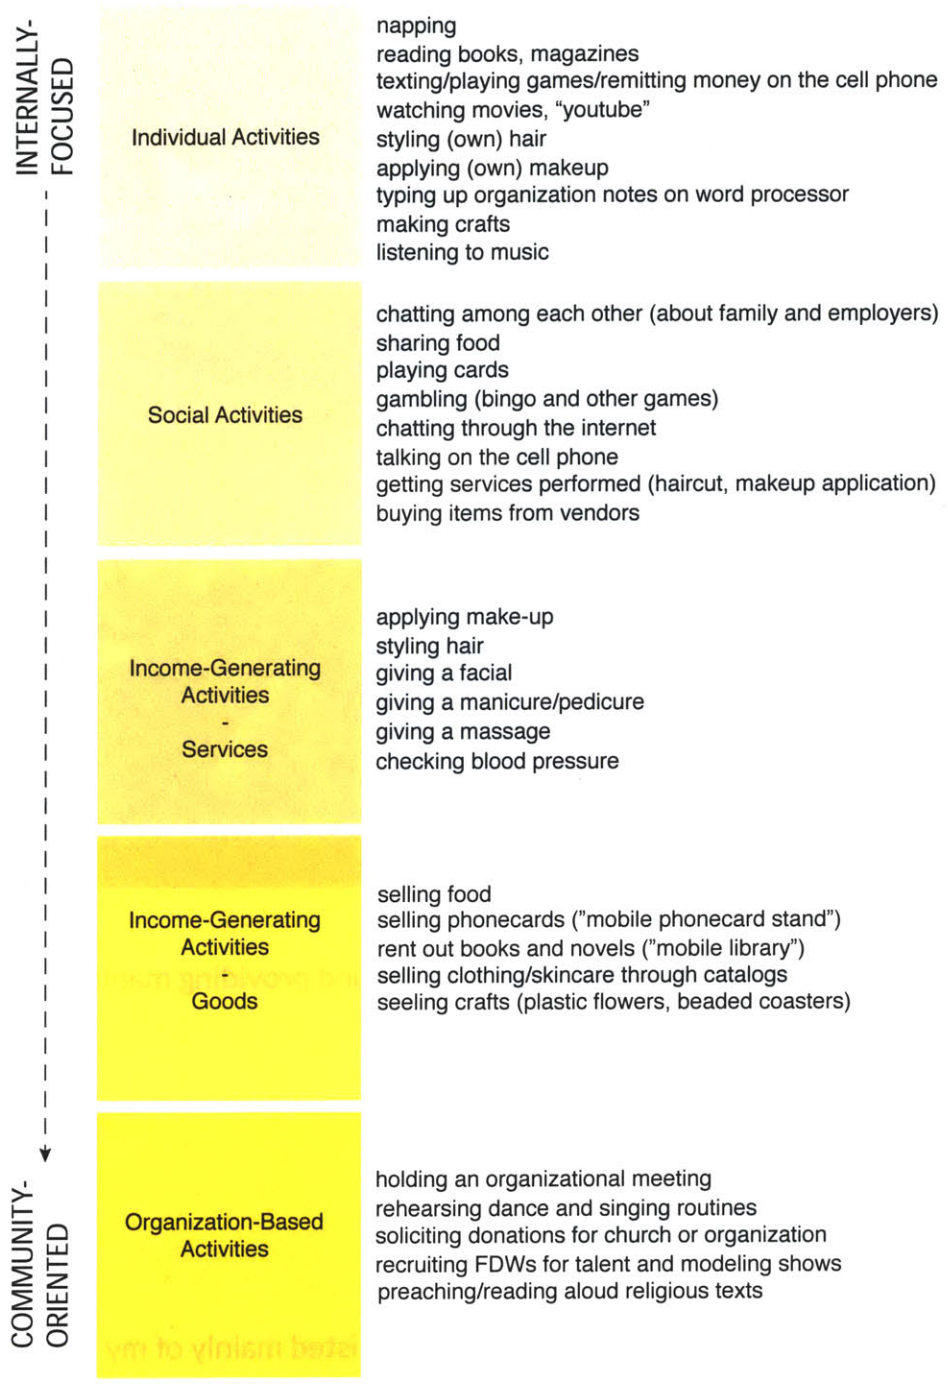 INTERNALLY-
FOCUSED
Individual Activities
napping
reading books, magazines
texting/playing games/remitting money on the cell phone
watching movies, “youtube”
styling (own) hair
applying (own) makeup
typing up organization notes on word processor
making crafts
listening to music
Social Activities
chatting among each other (about family and employers)
sharing food
playing cards
gambling (bingo and other games)
chatting through the internet
talking on the cell phone
getting services performed (haircut, makeup application)
buying items from vendors
Income-Generating
Activities
-
Services
applying make-up
styling hair
giving a facial
giving a manicure/pedicure
giving a massage
checking blood pressure
Income-Generating
Activities
-
Goods
selling food
selling phonecards ("mobile phonecard stand")
rent out books and novels ("mobile library")
selling clothing/skincare through catalogs
seeling crafts (plastic flowers, beaded coasters)
COMMUNITY-
ORIENTED
Organization-Based
Activities
holding an organizational meeting
rehearsing dance and singing routines
soliciting donations for church or organization
recruiting FDWs for talent and modeling shows
preaching/reading aloud religious texts